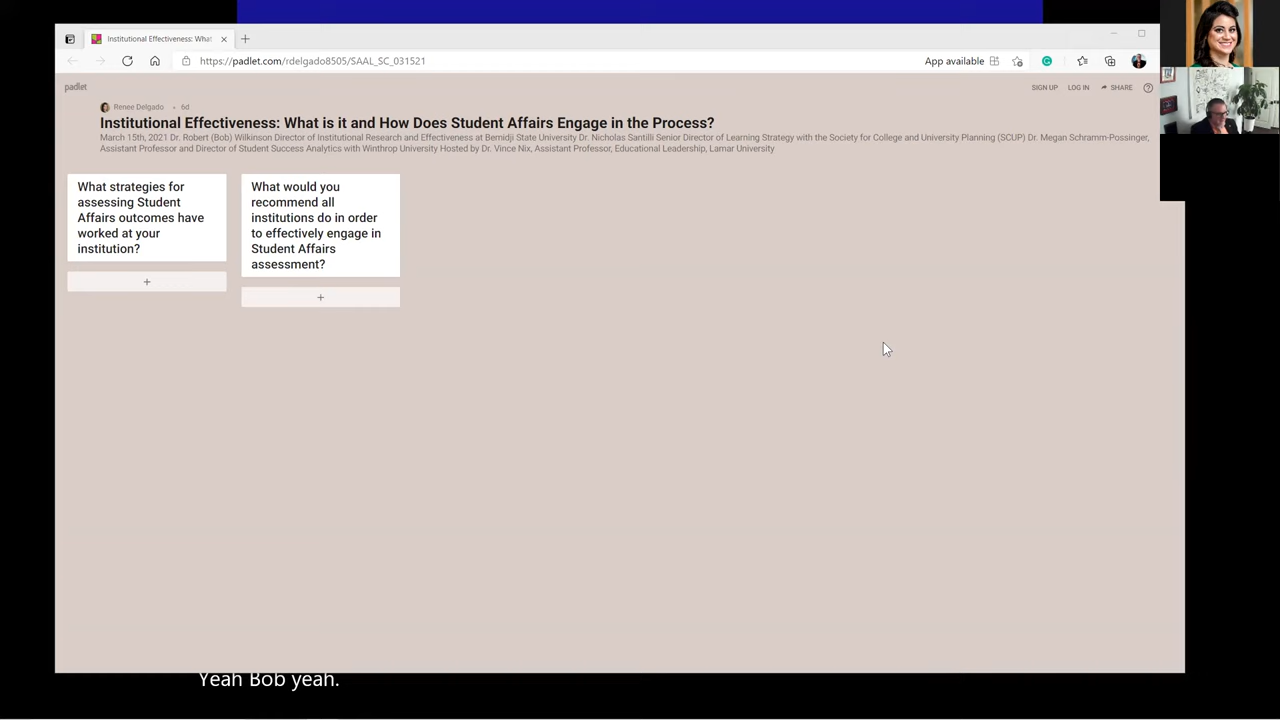 Institutional Effectiveness: Wha
https://padlet.com/rdelgado8505/SAAL_SC_031521
App available
padlet
SIGN UP
LOG IN
SHARE
Renee Delgado • 6d
Institutional Effectiveness: What is it and How Does Student Affairs Engage in the Process?
March 15th, 2021 Dr. Robert (Bob) Wilkinson Director of Institutional Research and Effectiveness at Bemidji State University Dr. Nicholas Santilli Senior Director of Learning Strategy with the Society for College and University Planning (SCUP) Dr. Megan Schramm-Possinger,
Assistant Professor and Director of Student Success Analytics with Winthrop University Hosted by Dr. Vince Nix, Assistant Professor, Educational Leadership, Lamar University
What strategies for
assessing Student
Affairs outcomes have
worked at your
institution?
+
What would you
recommend all
institutions do in order
to effectively engage in
Student Affairs
assessment?
+
Yeah Bob yeah.